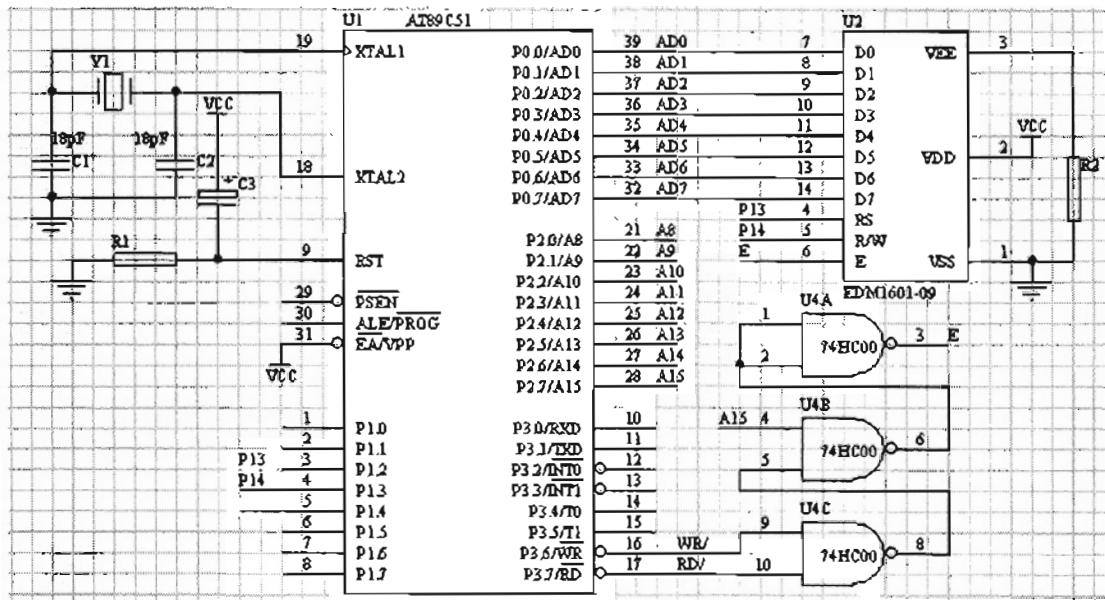 U1 AT89C51
19 XTAL1
Y1
18pF C1
18pF C2
VCC
+ C3
18 XTAL2
R1
9 RST
29 PSEN
30 ALE/PROG
31 EA/VPP
VCC
1 P1.0
2 P1.1
P13 3 P1.2
P14 4 P1.3
5 P1.4
6 P1.5
7 P1.6
8 P1.7
P0.0/AD0 39 AD0
P0.1/AD1 38 AD1
P0.2/AD2 37 AD2
P0.3/AD3 36 AD3
P0.4/AD4 35 AD4
P0.5/AD5 34 AD5
P0.6/AD6 33 AD6
P0.7/AD7 32 AD7
P2.0/A8 21 A8
P2.1/A9 22 A9
P2.2/A10 23 A10
P2.3/A11 24 A11
P2.4/A12 25 A12
P2.5/A13 26 A13
P2.6/A14 27 A14
P2.7/A15 28 A15
P3.0/RXD 10
P3.1/TXD 11
P3.2/INT0 12
P3.3/INT1 13
P3.4/T0 14
P3.5/T1 15
P3.6/WR 16 WR/
P3.7/RD 17 RD/
U2
7 D0
8 D1
9 D2
10 D3
11 D4
12 D5
13 D6
14 D7
P13 4 RS
P14 5 R/W
E 6 E
VEE 3
VDD 2
VCC
R2
VSS 1
EDM1601-09
U4A
1
2
74HC00
3 E
U4B
A15 4
5
74HC00
6
U4C
9
10
74HC00
8